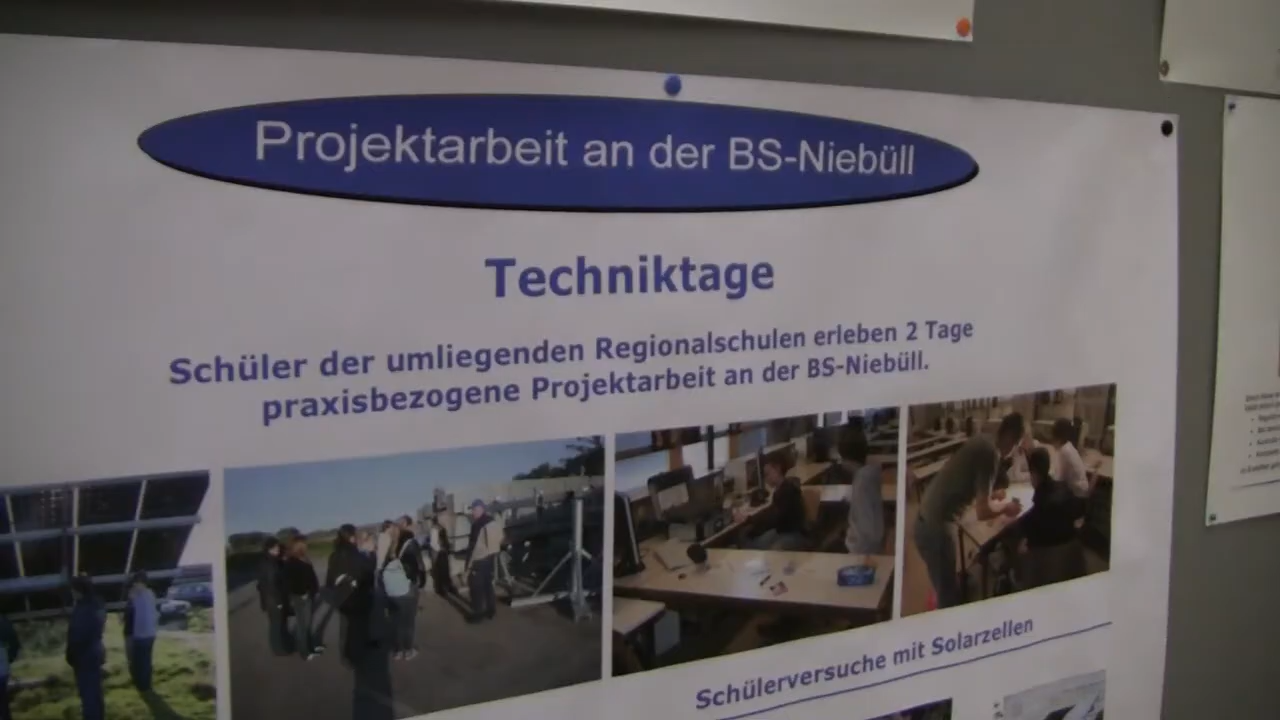 Projektarbeit an der BS-Niebüll
Techniktage
Schüler der umliegenden Regionalschulen erleben 2 Tage
praxisbezogene Projektarbeit an der BS-Niebüll.
Schülerversuche mit Solarzellen